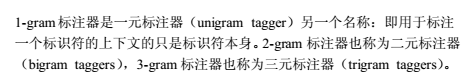 1-gram 标注器是一元标注器（unigram tagger）另一个名称：即用于标注
一个标识符的上下文的只是标识符本身。2-gram 标注器也称为二元标注器
（bigram taggers），3-gram 标注器也称为三元标注器（trigram taggers）。